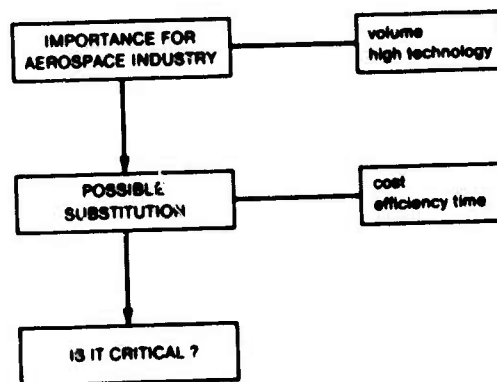 IMPORTANCE FOR
AEROSPACE INDUSTRY
volume
high technology
POSSIBLE
SUBSTITUTION
cost
efficiency time
IS IT CRITICAL ?